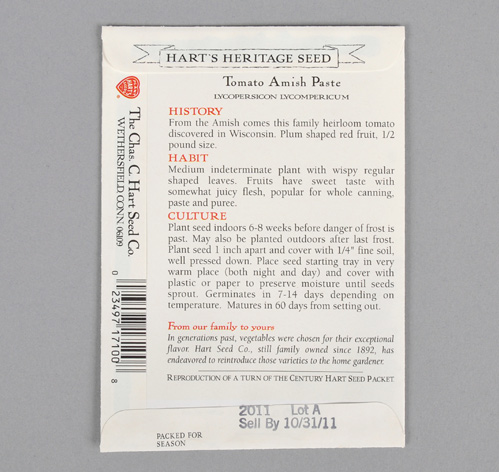 HART'S HERITAGE SEED
Tomato Amish Paste
LYCOPERSICON LYCOMPERICUM
HISTORY
From the Amish comes this family heirloom tomato
discovered in Wisconsin. Plum shaped red fruit, 1/2
pound size.
HABIT
Medium indeterminate plant with wispy regular
shaped leaves. Fruits have sweet taste with
somewhat juicy flesh, popular for whole canning,
paste and puree.
CULTURE
Plant seed indoors 6-8 weeks before danger of frost is
past. May also be planted outdoors after last frost.
Plant seed 1 inch apart and cover with 1/4" fine soil,
well pressed down. Place seed starting tray in very
warm place (both night and day) and cover with
plastic or paper to preserve moisture until seeds
sprout. Germinates in 7-14 days depending on
temperature. Matures in 60 days from setting out.
From our family to yours
In generations past, vegetables were chosen for their exceptional
flavor. Hart Seed Co., still family owned since 1892, has
endeavored to reintroduce those varieties to the home gardener.
REPRODUCTION OF A TURN OF THE CENTURY HART SEED PACKET
The Chas. C. Hart Seed Co.
WETHERSFIELD CONN. 06109
0 23497 17100 8
2011 Lot A
Sell By 10/31/11
PACKED FOR
SEASON